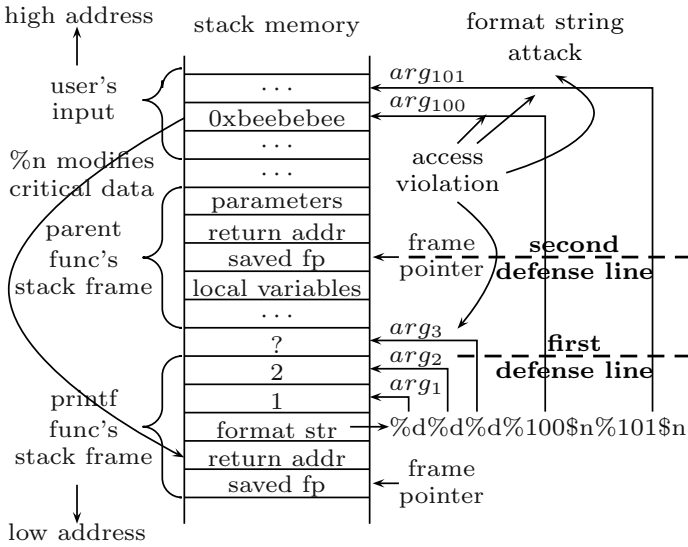 high address
stack memory
format string
attack
user's
input
. . .
arg101
0xbeebebee
arg100
. . .
. . .
access
violation
%n modifies
critical data
parameters
parent
func's
stack frame
return addr
saved fp
frame
pointer
second
defense line
local variables
. . .
?
arg3
first
defense line
2
arg2
1
arg1
printf
func's
stack frame
format str
%d%d%d%100$n%101$n
return addr
saved fp
frame
pointer
low address